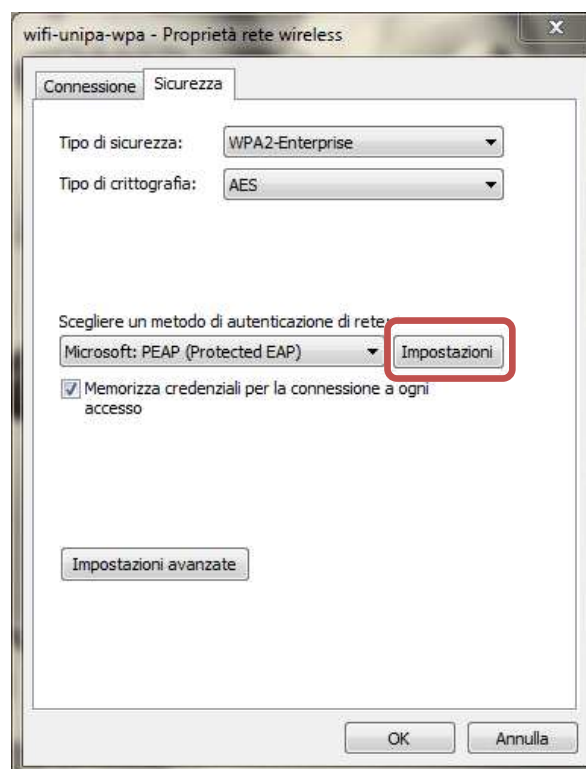 wifi-unipa-wpa - Proprietà rete wireless
Connessione
Sicurezza
Tipo di sicurezza:
WPA2-Enterprise
Tipo di crittografia:
AES
Scegliere un metodo di autenticazione di rete:
Microsoft: PEAP (Protected EAP)
Impostazioni
Memorizza credenziali per la connessione a ogni
accesso
Impostazioni avanzate
OK
Annulla